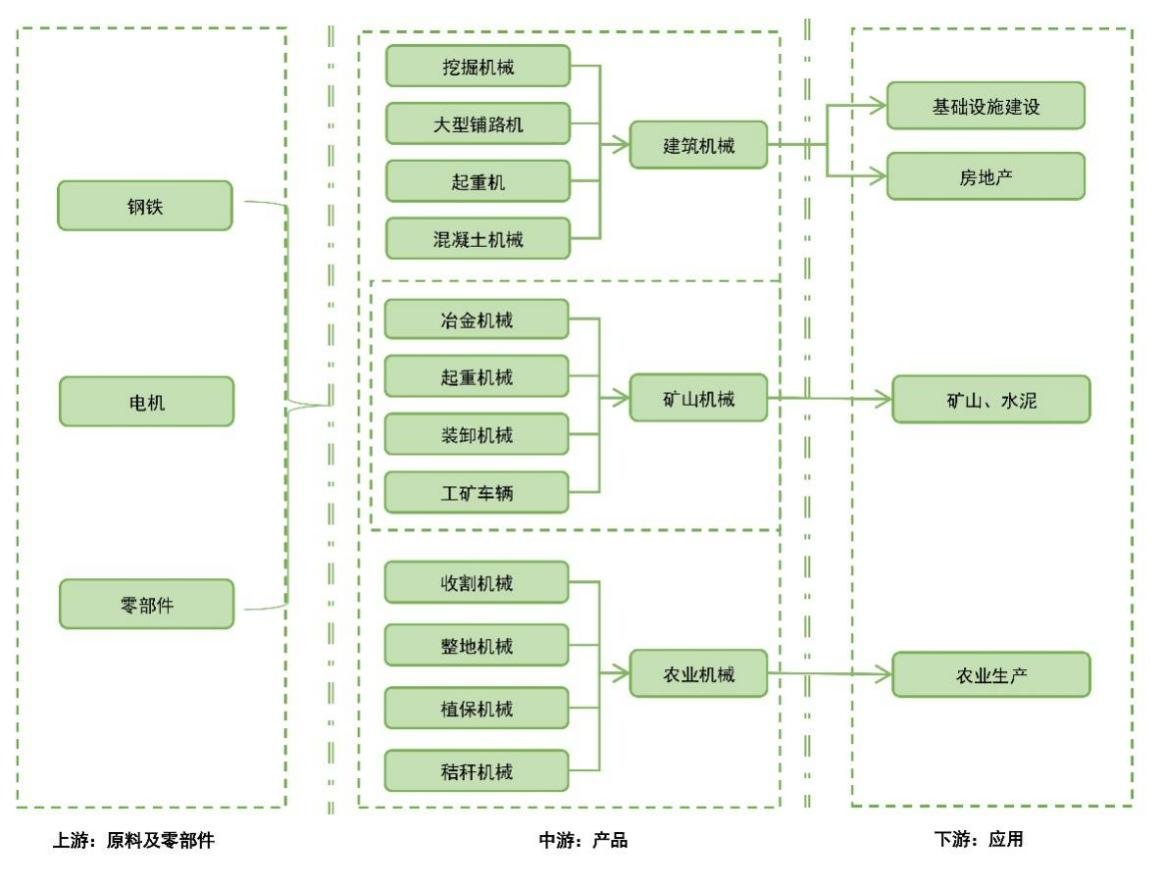 钢铁
电机
零部件
上游：原料及零部件
挖掘机械
大型铺路机
起重机
混凝土机械
建筑机械
冶金机械
起重机械
装卸机械
工矿车辆
矿山机械
收割机械
整地机械
植保机械
秸秆机械
农业机械
中游：产品
基础设施建设
房地产
矿山、水泥
农业生产
下游：应用